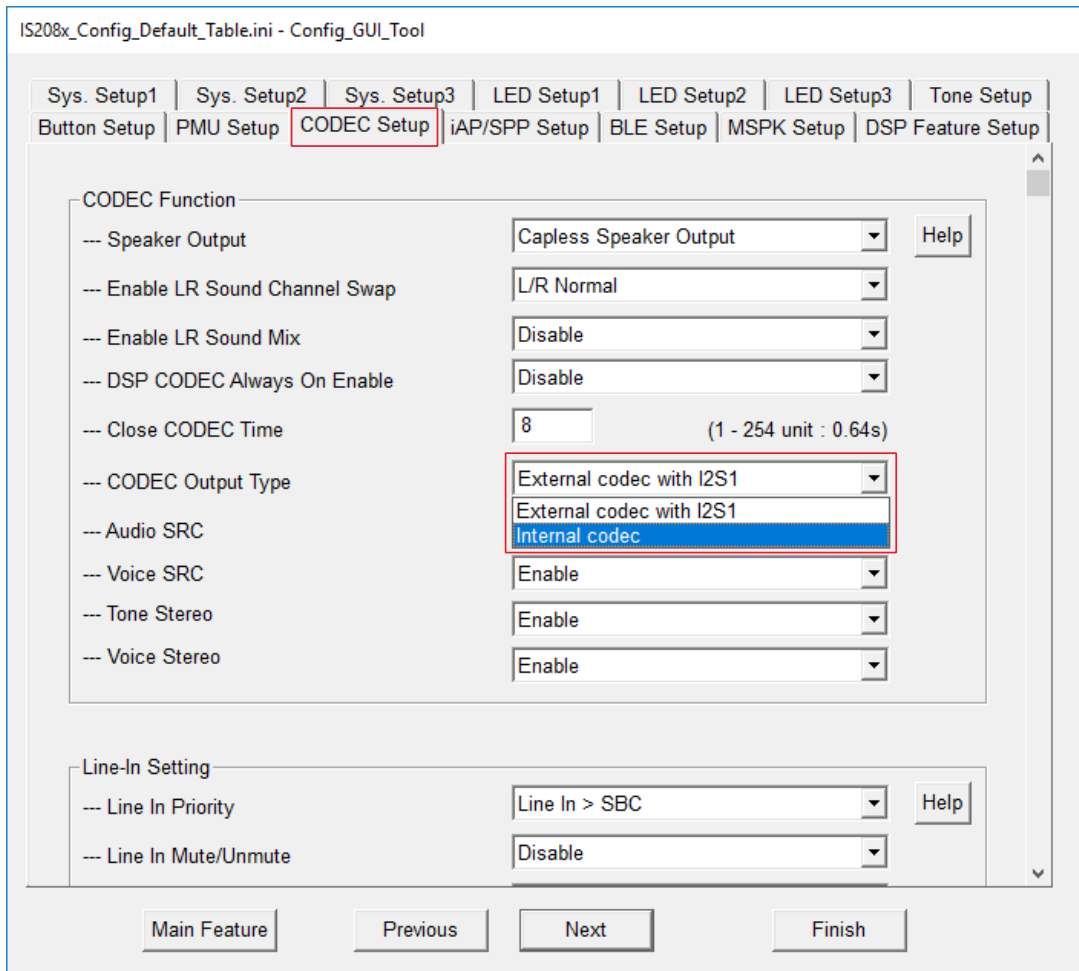 IS208x_Config_Default_Table.ini - Config_GUI_Tool
Sys. Setup1 Sys. Setup2 Sys. Setup3 LED Setup1 LED Setup2 LED Setup3 Tone Setup
Button Setup PMU Setup CODEC Setup iAP/SPP Setup BLE Setup MSPK Setup DSP Feature Setup
CODEC Function
--- Speaker Output Capless Speaker Output Help
--- Enable LR Sound Channel Swap L/R Normal
--- Enable LR Sound Mix Disable
--- DSP CODEC Always On Enable Disable
--- Close CODEC Time 8 (1 - 254 unit : 0.64s)
--- CODEC Output Type External codec with I2S1
External codec with I2S1
--- Audio SRC Internal codec
--- Voice SRC Enable
--- Tone Stereo Enable
--- Voice Stereo Enable
Line-In Setting
--- Line In Priority Line In > SBC Help
--- Line In Mute/Unmute Disable
Main Feature Previous Next Finish